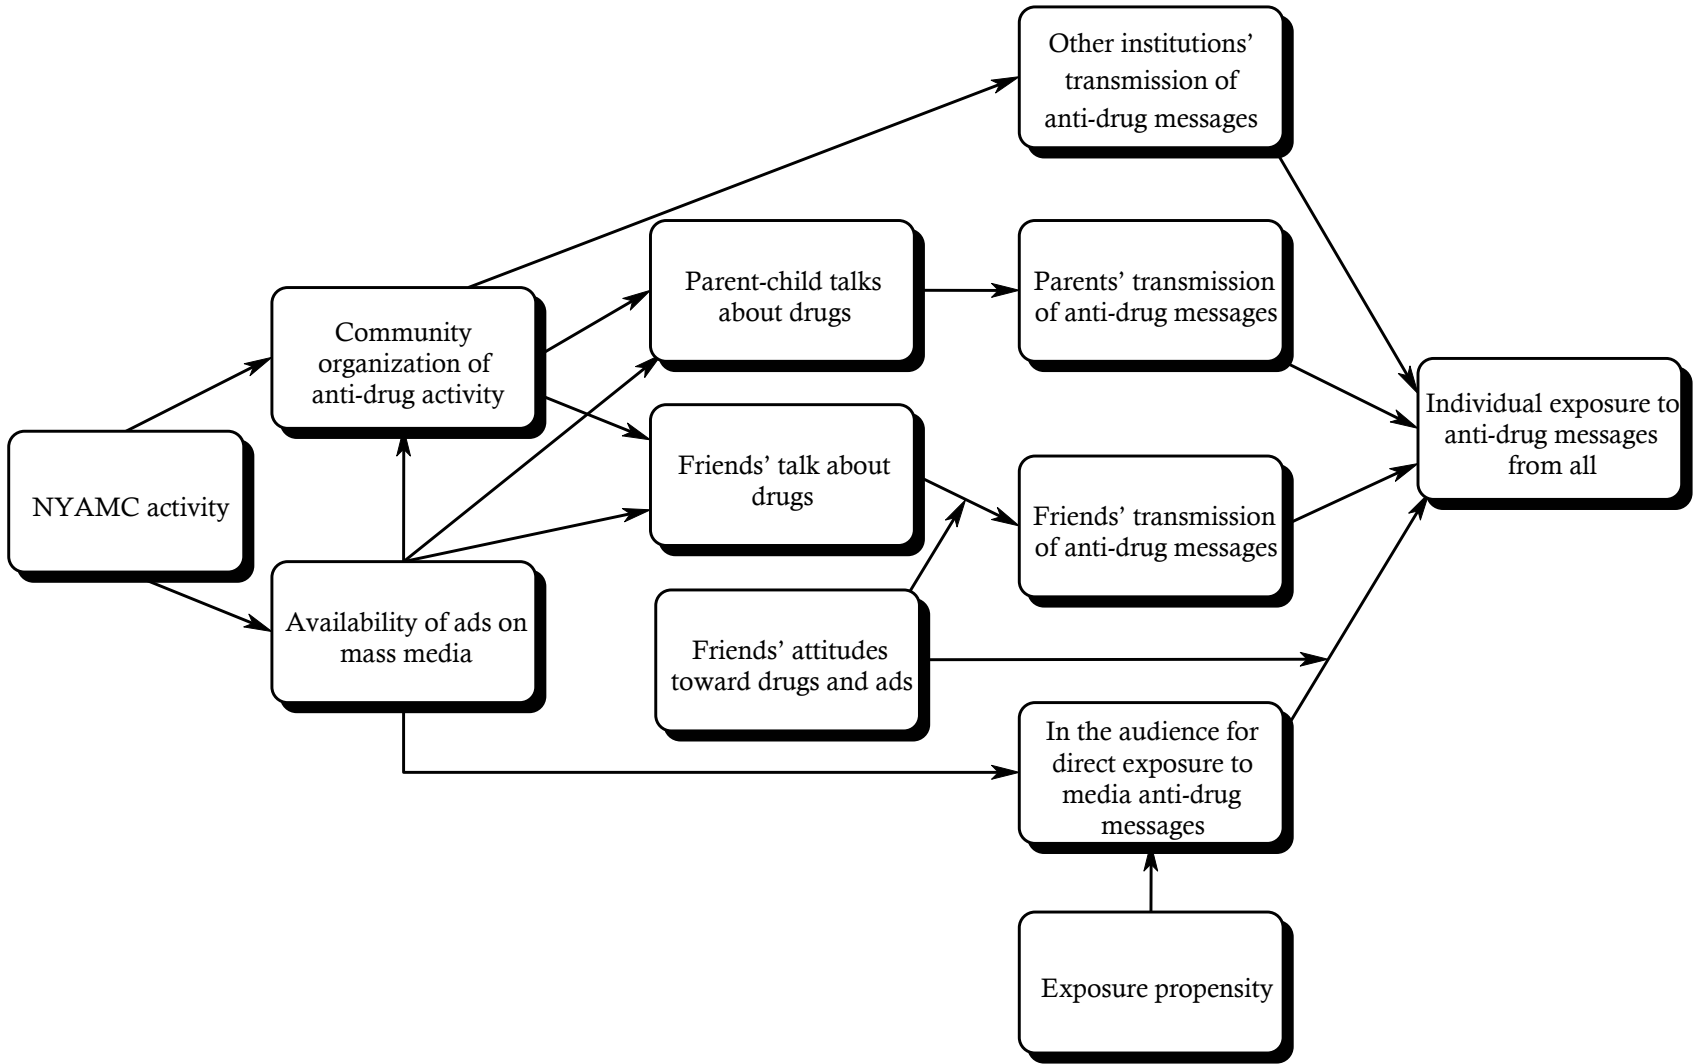 Other institutions’
transmission of
anti-drug messages
Parent-child talks
about drugs
Parents’ transmission
of anti-drug messages
Community
organization of
anti-drug activity
Individual exposure to
anti-drug messages
from all
Friends’ talk about
drugs
NYAMC activity
Friends’ transmission
of anti-drug messages
Availability of ads on
mass media
Friends’ attitudes
toward drugs and ads
In the audience for
direct exposure to
media anti-drug
messages
Exposure propensity